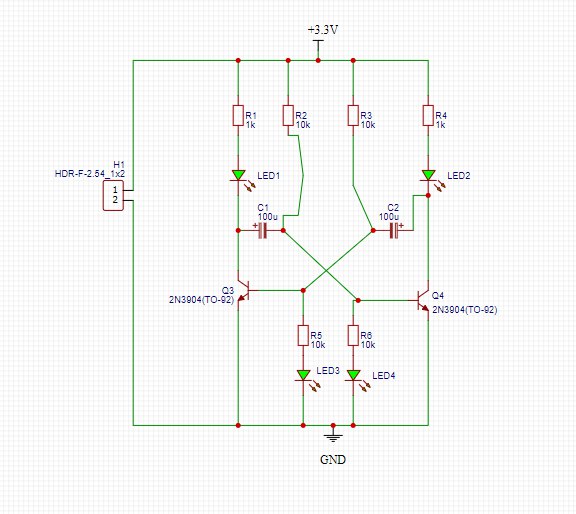 +3.3V
R1
1k
R2
10k
R3
10k
R4
1k
H1
HDR-F-2.54_1x2
1
2
LED1
LED2
C1
100u
+
C2
100u
+
Q3
2N3904(TO-92)
Q4
2N3904(TO-92)
R5
10k
R6
10k
LED3
LED4
GND